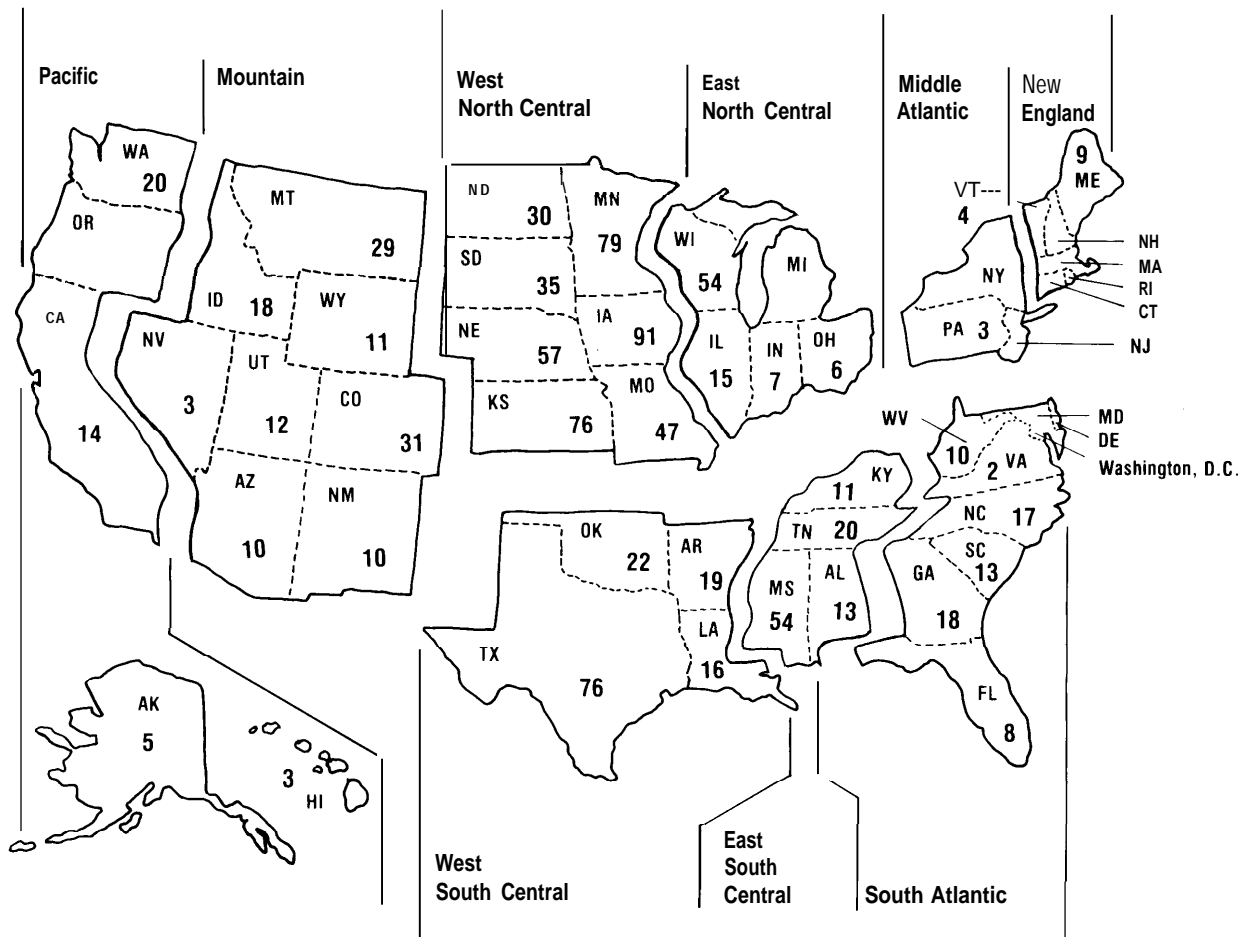 Pacific
Mountain
West
North Central
East
North Central
Middle
Atlantic
New
England
WA
20
OR
CA
14
MT
29
ID
18
WY
11
NV
3
UT
12
CO
31
AZ
10
NM
10
ND
30
SD
35
NE
57
KS
76
MN
79
IA
91
MO
47
WI
54
MI
IL
15
IN
7
OH
6
9
ME
VT---
4
NH
MA
RI
CT
NY
PA 3
NJ
WV
10
MD
DE
Washington, D.C.
VA
2
NC 17
SC
13
GA
18
FL
8
KY
11
TN 20
MS
54
AL
13
OK
22
AR
19
LA
16
TX
76
AK
5
3
HI
West
South Central
East
South
Central
South Atlantic